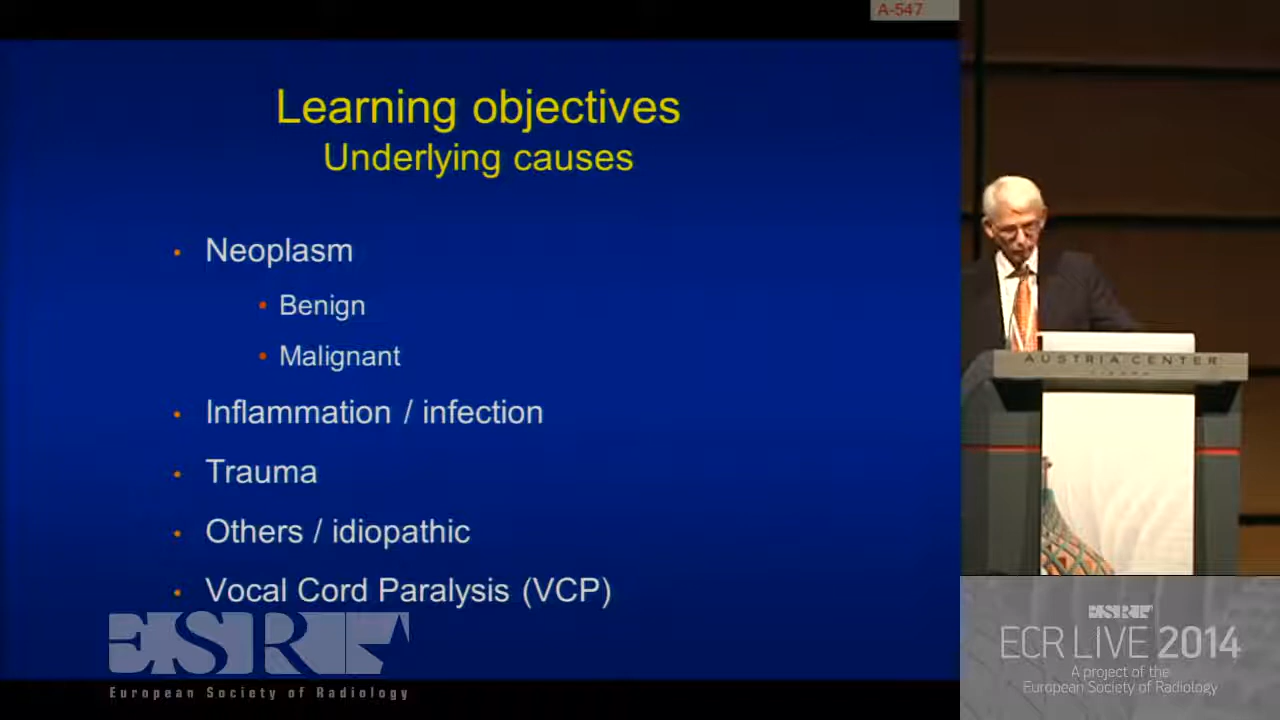 A-547
Learning objectives
Underlying causes
• Neoplasm
• Benign
• Malignant
• Inflammation / infection
• Trauma
• Others / idiopathic
• Vocal Cord Paralysis (VCP)
ESR
European Society of Radiology
AUSTRIA CENTER
ESR
ECR LIVE 2014
A project of the
European Society of Radiology